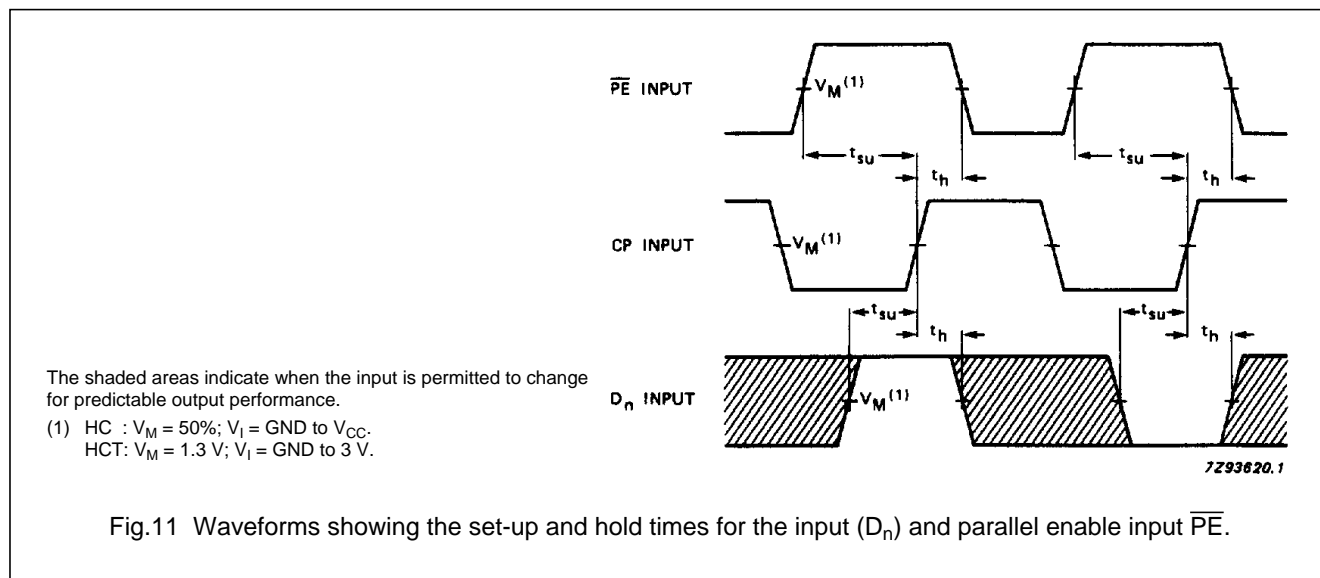 PE INPUT
V_M(1)
t_su
t_su
t_h
t_h
CP INPUT
V_M(1)
t_su
t_su
t_h
t_h
D_n INPUT
V_M(1)
The shaded areas indicate when the input is permitted to change
for predictable output performance.
(1) HC : V_M = 50%; V_I = GND to V_CC.
HCT: V_M = 1.3 V; V_I = GND to 3 V.
7Z93620.1
Fig.11 Waveforms showing the set-up and hold times for the input (D_n) and parallel enable input PE.